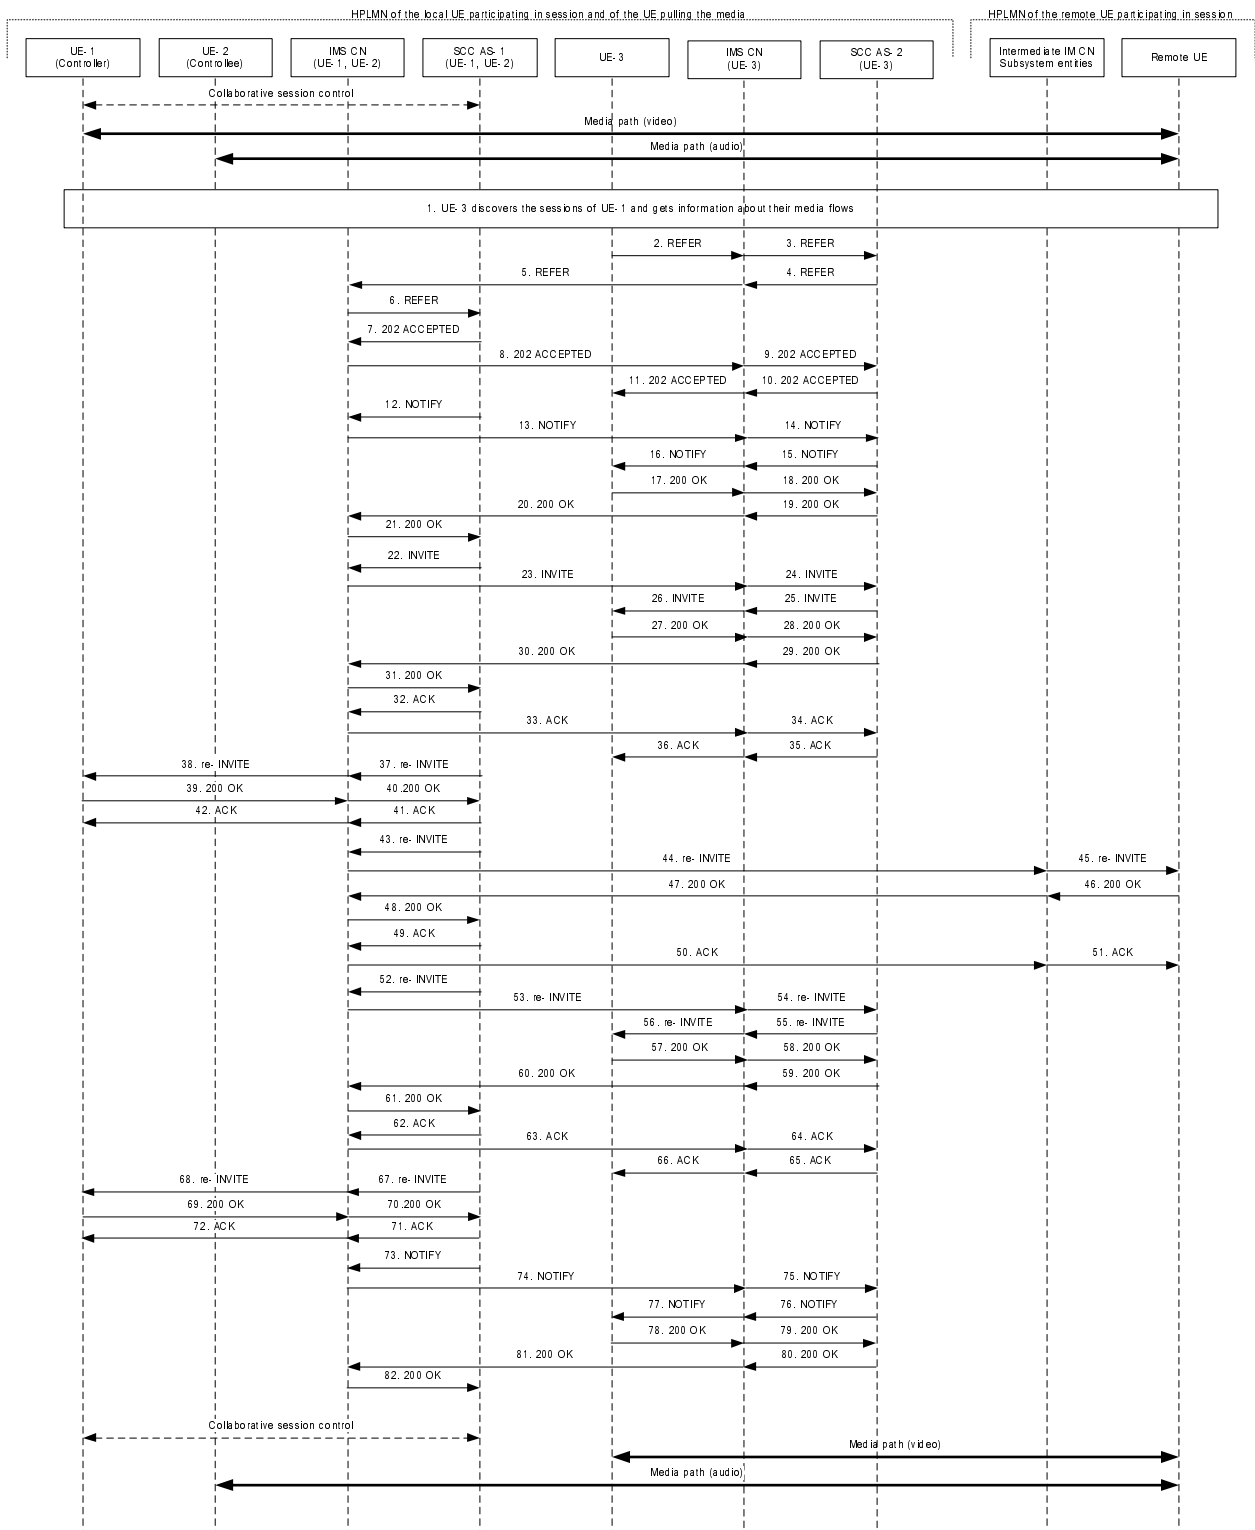 HPLMN of the local UE participating in session and of the UE pulling the media
HPLMN of the remote UE participating in session
UE-1
(Controller)
UE-2
(Controllee)
IMS CN
(UE-1, UE-2)
SCC AS-1
(UE-1, UE-2)
UE-3
IMS CN
(UE-3)
SCC AS-2
(UE-3)
Intermediate IM CN
Subsystem entities
Remote UE
Collaborative session control
Media path (video)
Media path (audio)
1. UE-3 discovers the sessions of UE-1 and gets information about their media flows
2. REFER
3. REFER
5. REFER
4. REFER
6. REFER
7. 202 ACCEPTED
8. 202 ACCEPTED
9. 202 ACCEPTED
11. 202 ACCEPTED
10. 202 ACCEPTED
12. NOTIFY
13. NOTIFY
14. NOTIFY
16. NOTIFY
15. NOTIFY
17. 200 OK
18. 200 OK
20. 200 OK
19. 200 OK
21. 200 OK
22. INVITE
23. INVITE
24. INVITE
26. INVITE
25. INVITE
27. 200 OK
28. 200 OK
30. 200 OK
29. 200 OK
31. 200 OK
32. ACK
33. ACK
34. ACK
36. ACK
35. ACK
38. re-INVITE
37. re-INVITE
39. 200 OK
40.200 OK
42. ACK
41. ACK
43. re-INVITE
44. re-INVITE
45. re-INVITE
47. 200 OK
46. 200 OK
48. 200 OK
49. ACK
50. ACK
51. ACK
52. re-INVITE
53. re-INVITE
54. re-INVITE
56. re-INVITE
55. re-INVITE
57. 200 OK
58. 200 OK
60. 200 OK
59. 200 OK
61. 200 OK
62. ACK
63. ACK
64. ACK
66. ACK
65. ACK
68. re-INVITE
67. re-INVITE
69. 200 OK
70.200 OK
72. ACK
71. ACK
73. NOTIFY
74. NOTIFY
75. NOTIFY
77. NOTIFY
76. NOTIFY
78. 200 OK
79. 200 OK
81. 200 OK
80. 200 OK
82. 200 OK
Collaborative session control
Media path (video)
Media path (audio)